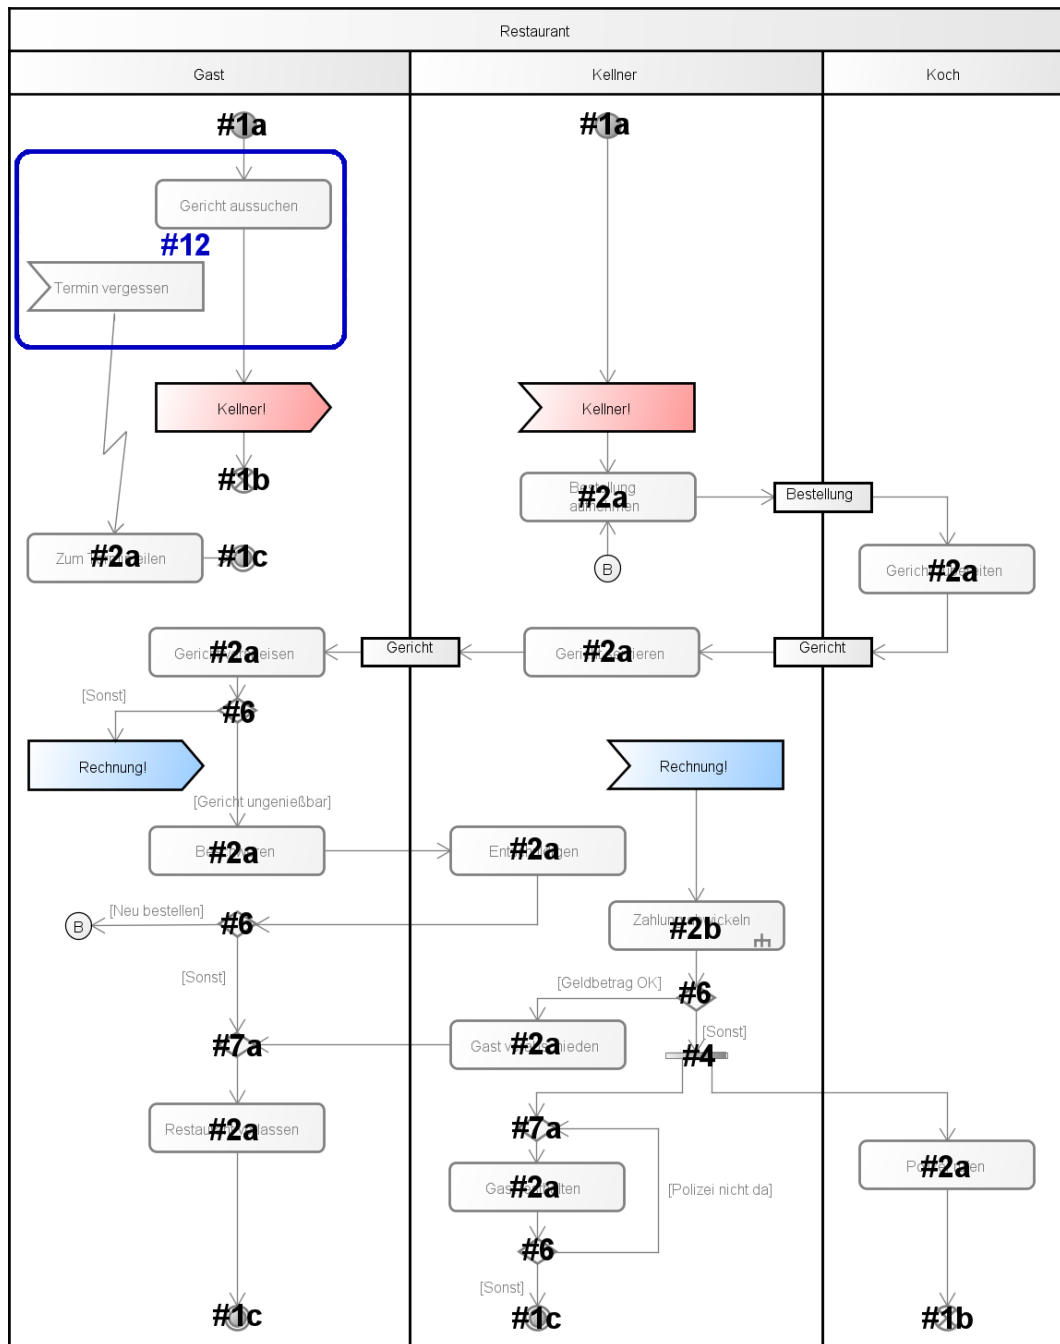 Restaurant
Gast
Kellner
Koch
#1a
#1a
Gericht aussuchen
#12
Termin vergessen
Kellner!
Kellner!
#1b
Bestellung
aufnehmen
#2a
Bestellung
#2a
#1c
B
#2a
#2a
Gericht
#2a
Gericht
[Sonst]
#6
Rechnung!
Rechnung!
[Gericht ungenießbar]
#2a
#2a
[Neu bestellen]
B
#6
#2b
[Sonst]
[Geldbetrag OK]
#6
[Sonst]
#7a
#2a
#4
#2a
#7a
#2a
#2a
[Polizei nicht da]
#6
[Sonst]
#1c
#1c
#1b